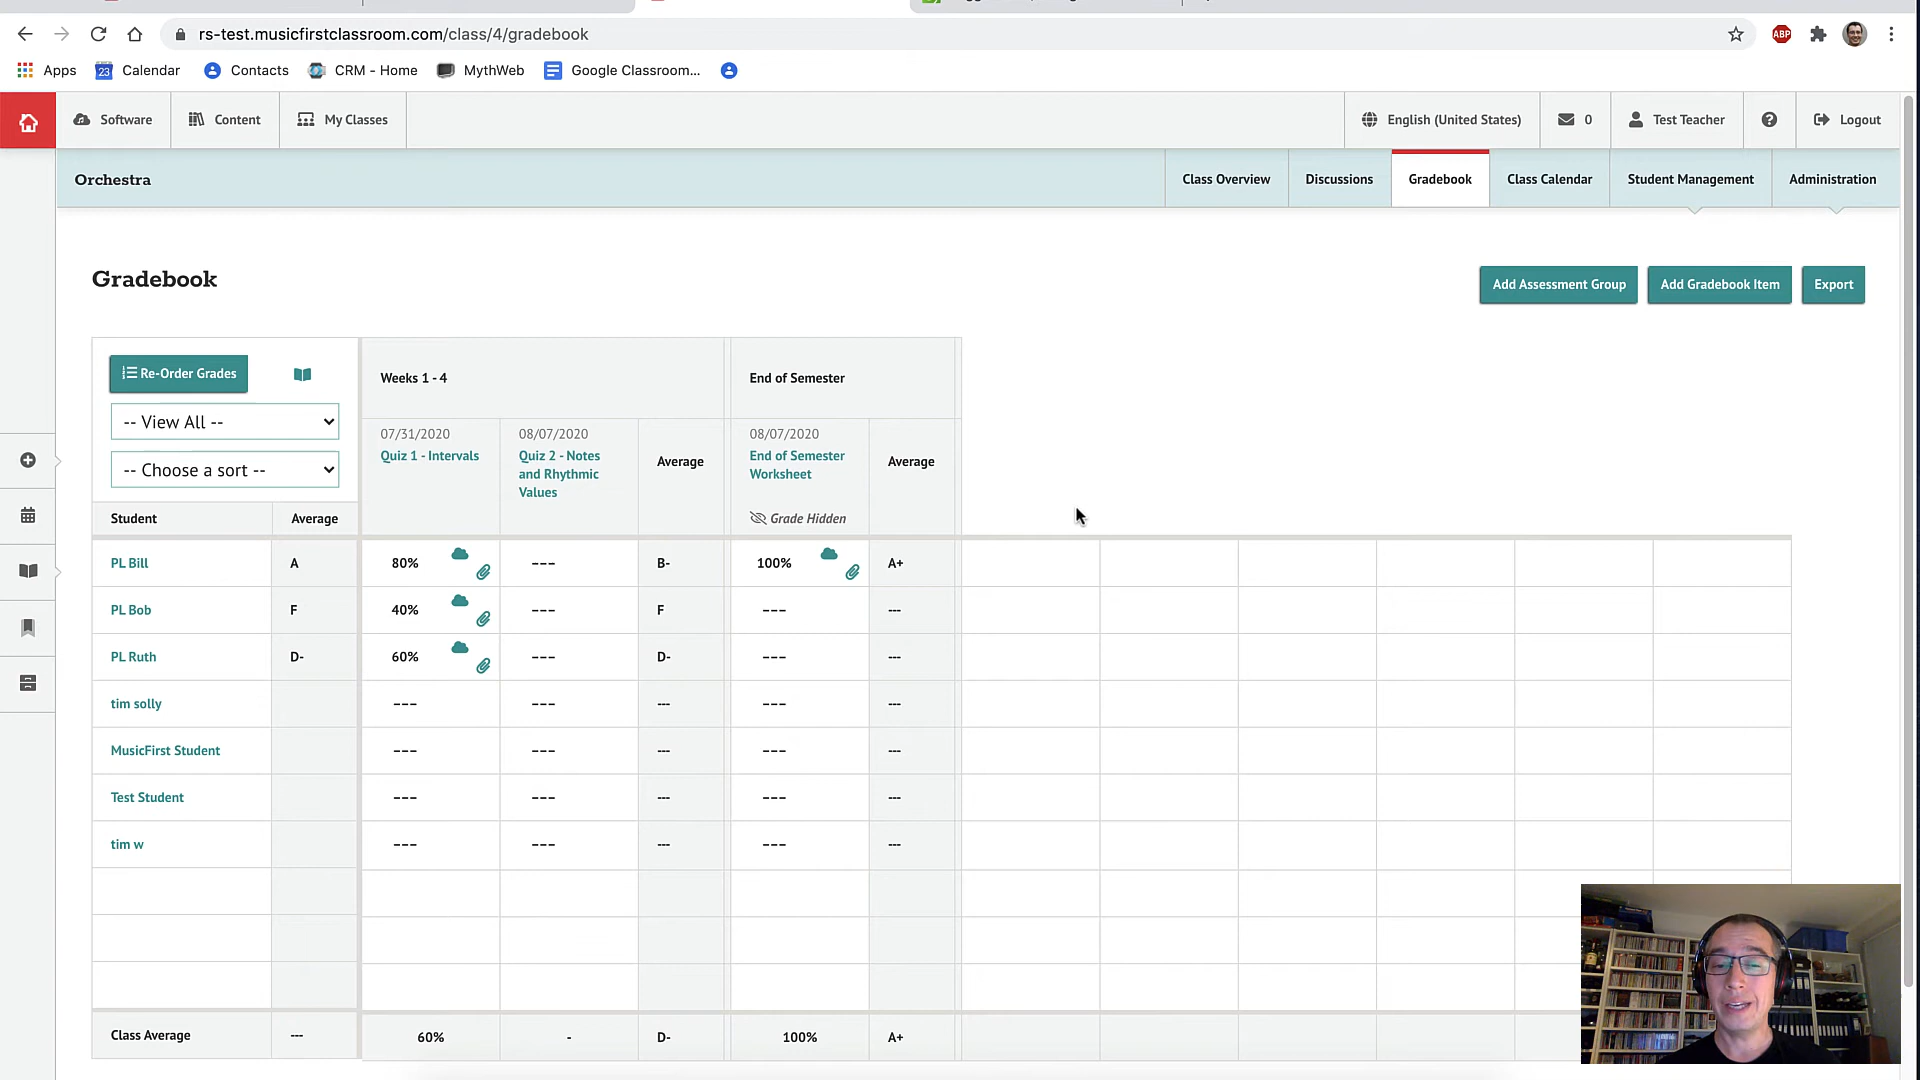 rs-test.musicfirstclassroom.com/class/4/gradebook
ABP
Apps
23
Calendar
Contacts
CRM - Home
MythWeb
Google Classroom...
Software
Content
My Classes
English (United States)
0
Test Teacher
Logout
Orchestra
Class Overview
Discussions
Gradebook
Class Calendar
Student Management
Administration
Gradebook
Add Assessment Group
Add Gradebook Item
Export
Re-Order Grades
-- View All --
-- Choose a sort --
Weeks 1 - 4
End of Semester
07/31/2020
Quiz 1 - Intervals
08/07/2020
Quiz 2 - Notes
and Rhythmic
Values
Average
08/07/2020
End of Semester
Worksheet
Grade Hidden
Average
Student Average
PL Bill A 80% --- B- 100% A+
PL Bob F 40% --- F --- ---
PL Ruth D- 60% --- D- --- ---
tim solly --- --- --- --- ---
MusicFirst Student --- --- --- --- ---
Test Student --- --- --- --- ---
tim w --- --- --- --- ---
Class Average --- 60% - D- 100% A+